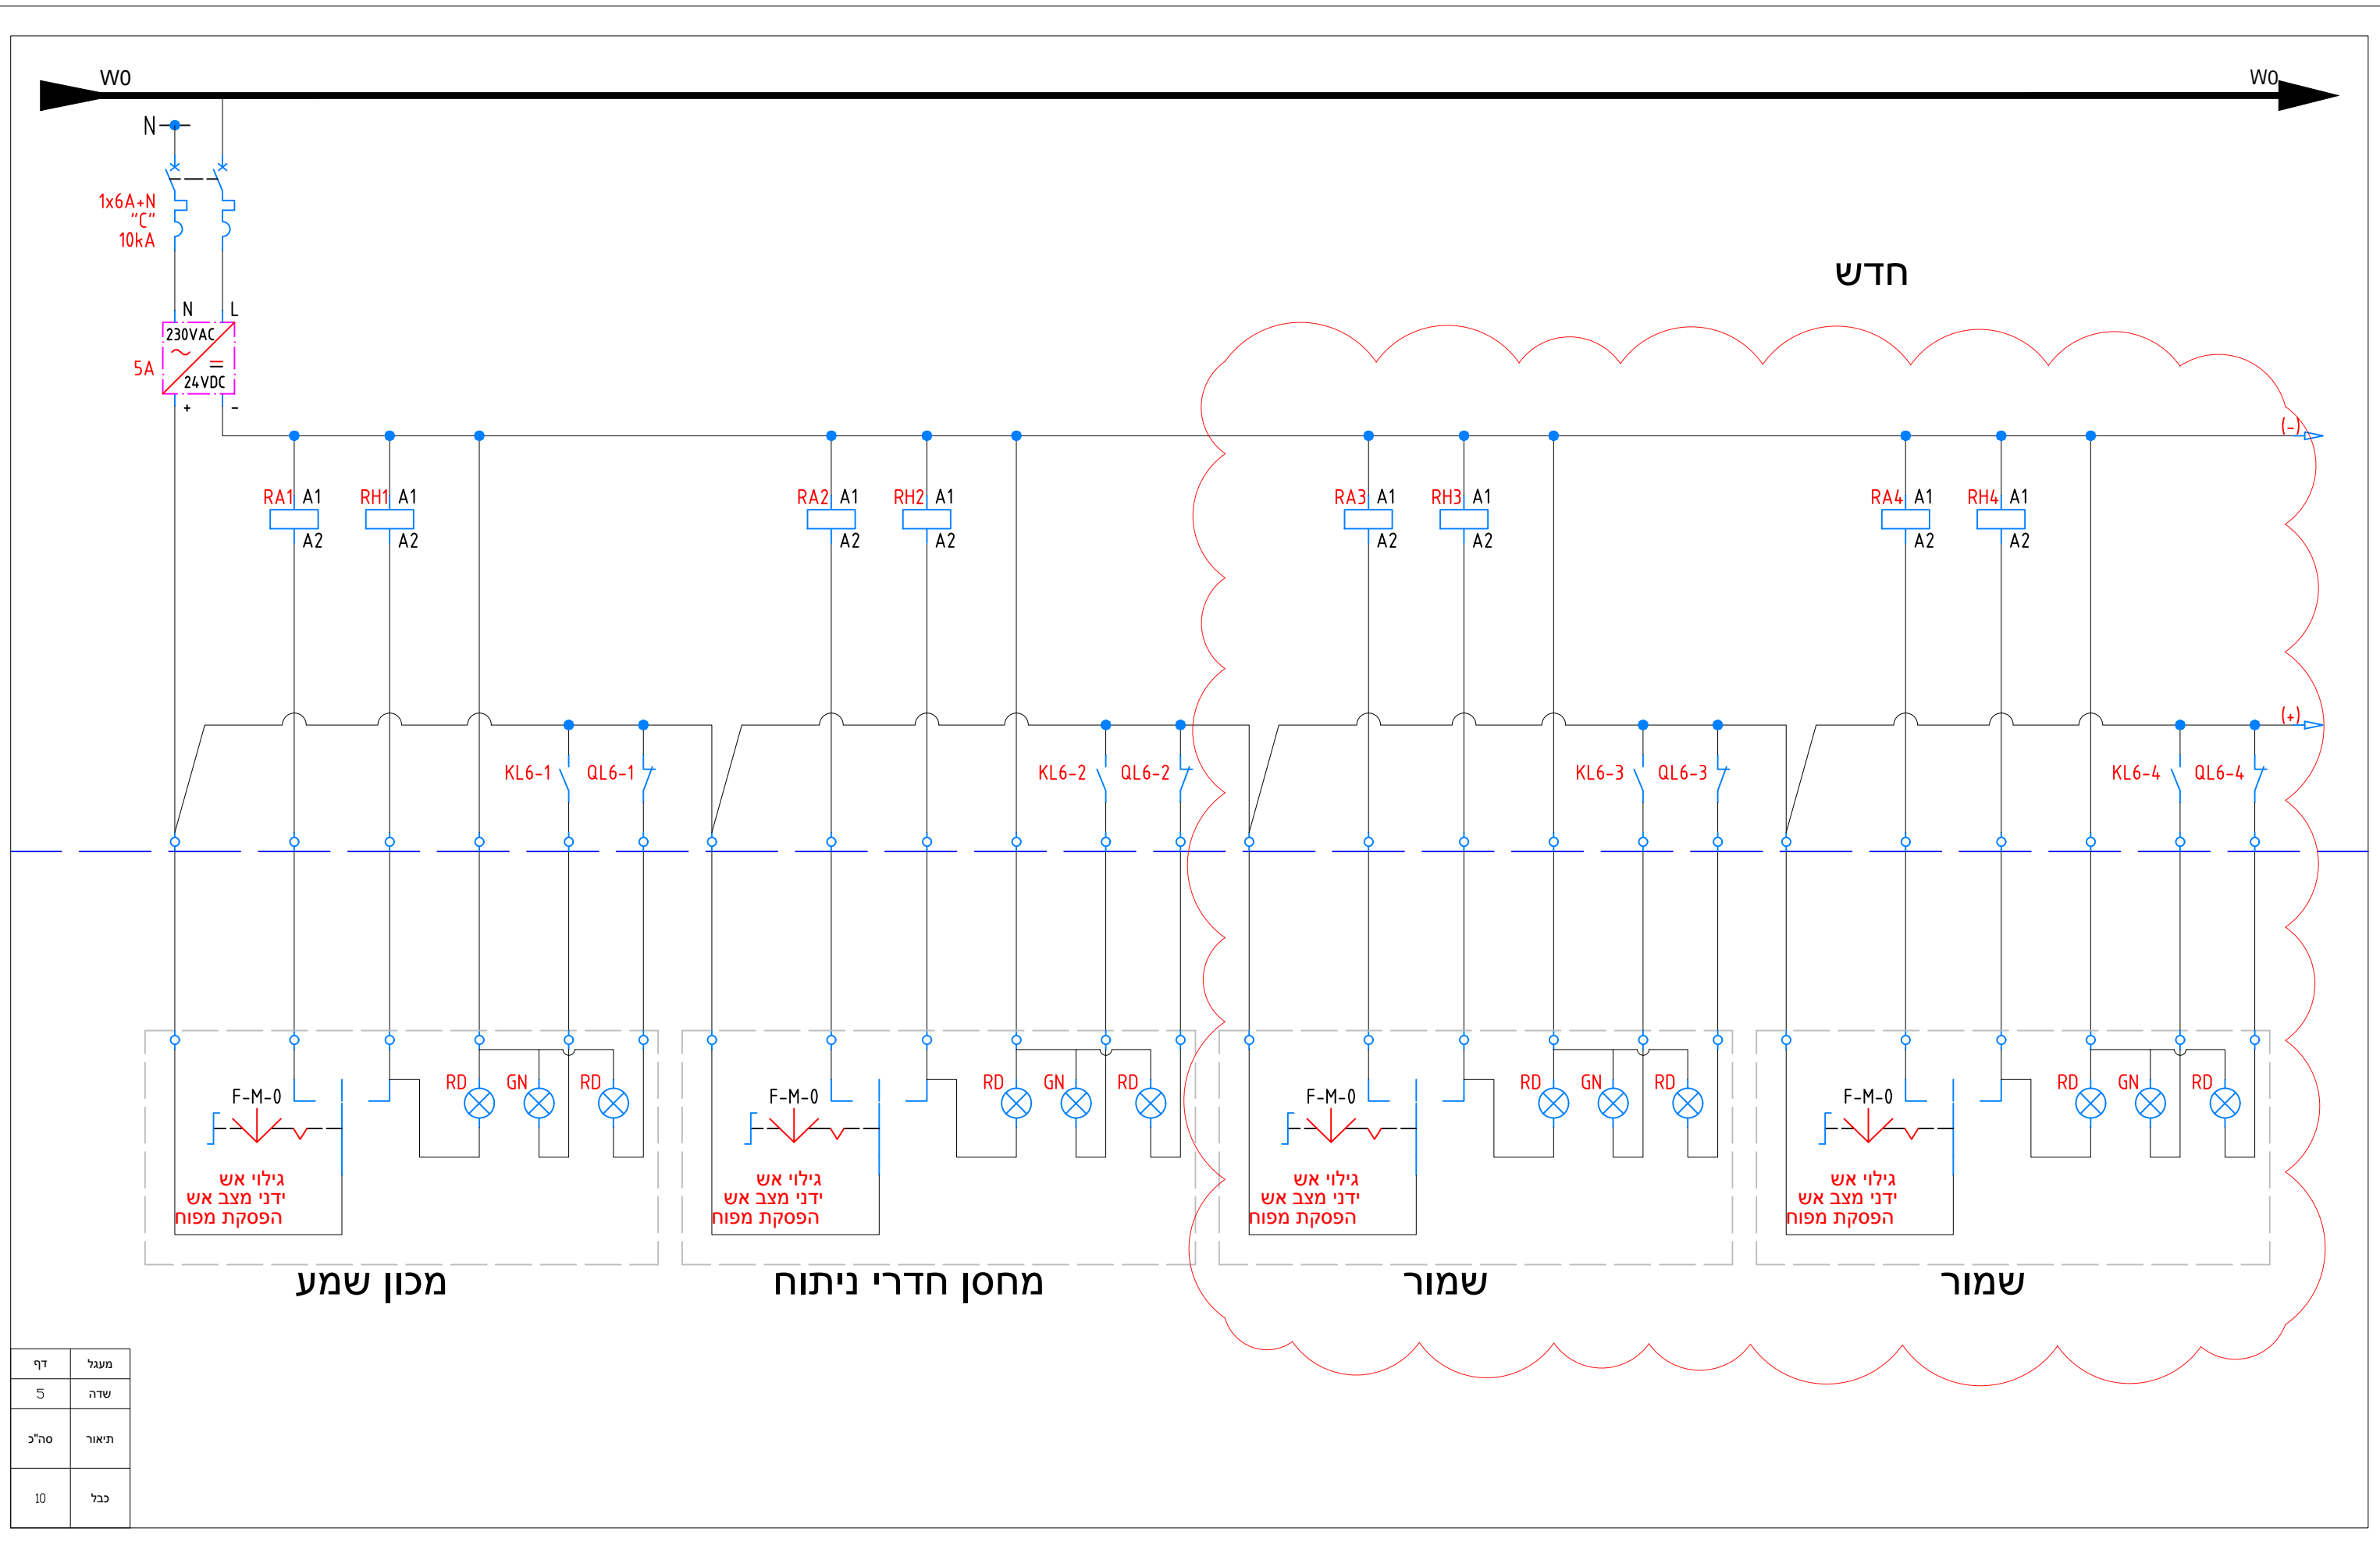 W0
W0
N
1x6A+N
"C"
10kA
חדש
N
L
230VAC
5A
24VDC
+
-
(-)
RA1 A1
A2
RH1 A1
A2
RA2 A1
A2
RH2 A1
A2
RA3 A1
A2
RH3 A1
A2
RA4 A1
A2
RH4 A1
A2
(+)
KL6-1
QL6-1
KL6-2
QL6-2
KL6-3
QL6-3
KL6-4
QL6-4
F-M-0
RD
GN
RD
גילוי אש
ידני מצב אש
הפסקת מפוח
מכון שמע
F-M-0
RD
GN
RD
גילוי אש
ידני מצב אש
הפסקת מפוח
מחסן חדרי ניתוח
F-M-0
RD
GN
RD
גילוי אש
ידני מצב אש
הפסקת מפוח
שמור
F-M-0
RD
GN
RD
גילוי אש
ידני מצב אש
הפסקת מפוח
שמור
מעגל
דף
שדה
5
תיאור
סה"כ
כבל
10